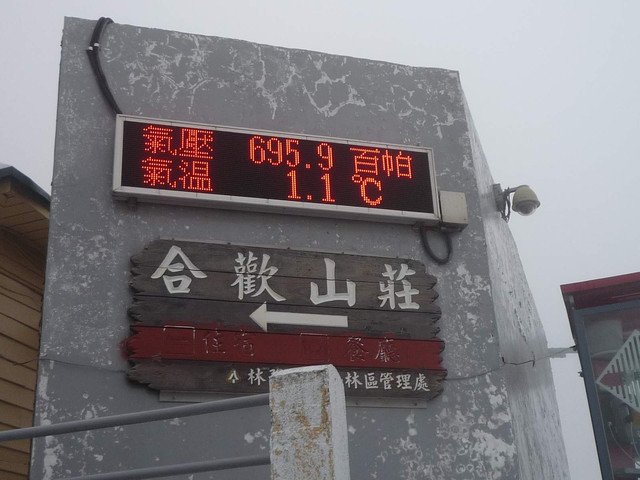 氣壓 695.9 百帕
氣溫 1.1 ℃
合歡山莊
住宿 餐廳
林 林區管理處